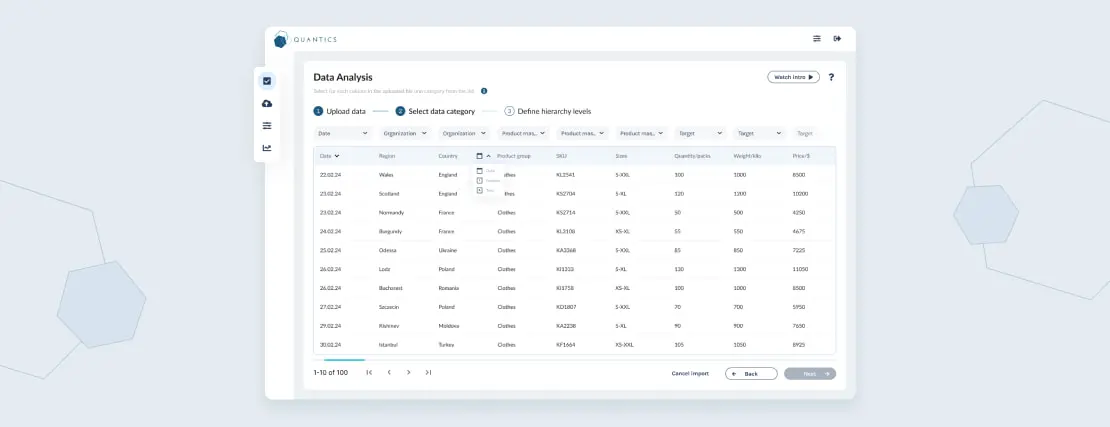 QUANTICS
Data Analysis
Watch intro
?
Select for each column in the uploaded file one category from the list
1 Upload data
2 Select data category
3 Define hierarchy levels
Date Organization Organization Product mas.. Product mas.. Product mas.. Target Target Target
Date Region Country Product group SKU Sizes Quantity/packs Weight/kilo Price/$
Date
Text
22.02.24 Wales England thes KL2541 S-XXL 100 1000 8500
23.02.24 Scotland England thes KS2704 S-XL 120 1200 10200
23.02.24 Normandy France Clothes KS2714 S-XXL 50 500 4250
24.02.24 Burgundy France Clothes KL2108 XS-XL 55 550 4675
25.02.24 Odessa Ukraine Clothes KA3368 S-XXL 85 850 7225
26.02.24 Lodz Poland Clothes KI1333 S-XL 130 1300 11050
26.02.24 Bucharest Romania Clothes KI1758 XS-XL 100 1000 8500
27.02.24 Szczecin Poland Clothes KO1807 S-XXL 70 700 5950
29.02.24 Kishinev Moldova Clothes KA2238 S-XL 90 900 7650
30.02.24 Istanbul Turkey Clothes KF1664 XS-XXL 105 1050 8925
1-10 of 100
Cancel import
Back
Next